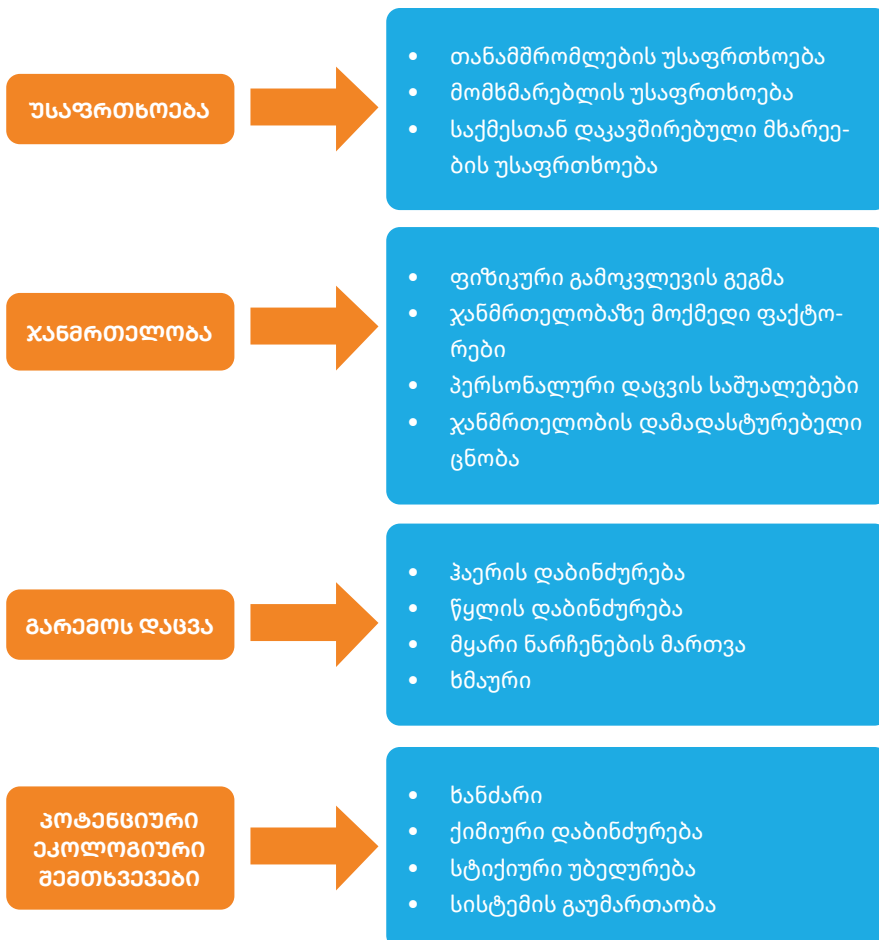 უსაფრთხოება
• თანამშრომლების უსაფრთხოება
• მომხმარებლის უსაფრთხოება
• საქმესთან დაკავშირებული მხარეე-
ბის უსაფრთხოება
ჯანმრთელობა
• ფიზიკური გამოკვლევის გეგმა
• ჯანმრთელობაზე მოქმედი ფაქტო-
რები
• პერსონალური დაცვის საშუალებები
• ჯანმრთელობის დამადასტურებელი
ცნობა
გარემოს დაცვა
• ჰაერის დაბინძურება
• წყლის დაბინძურება
• მყარი ნარჩენების მართვა
• ხმაური
პოტენციური
ეკოლოგიური
შემთხვევები
• ხანძარი
• ქიმიური დაბინძურება
• სტიქიური უბედურება
• სისტემის გაუმართაობა